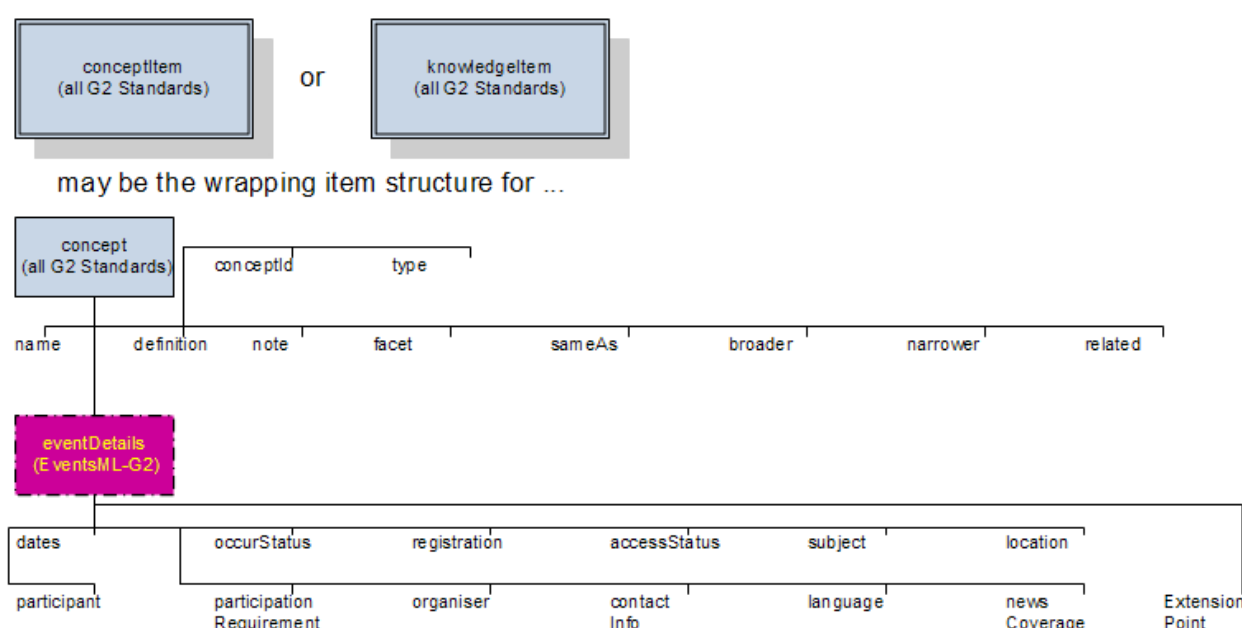 conceptItem
(all G2 Standards)
or
knowledgeItem
(all G2 Standards)
may be the wrapping item structure for ...
concept
(all G2 Standards)
conceptId type
name definition note facet sameAs broader narrower related
eventDetails
(EventsML-G2)
dates occurStatus registration accessStatus subject location
participant participation Requirement organiser contact Info language news Coverage Extension Point